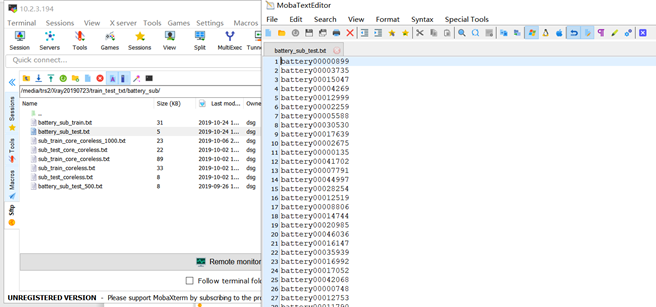 10.2.3.194
Terminal Sessions View X server Tools Games Settings Macros
Session Servers Tools Games Sessions View Split MultiExec Tunne
Quick connect...
/media/trs2/Xray20190723/train_test_txt/battery_sub/
Name Size (KB) Last mod... Owne
..
battery_sub_train.txt 31 2019-10-24 1... dsg
battery_sub_test.txt 5 2019-10-24 1... dsg
sub_train_core_coreless_1000.txt 23 2019-10-06 2... dsg
sub_test_core_coreless.txt 22 2019-10-02 1... dsg
sub_train_core_coreless.txt 89 2019-10-02 1... dsg
sub_train_coreless.txt 33 2019-10-02 1... dsg
sub_test_coreless.txt 8 2019-10-02 1... dsg
battery_sub_test_500.txt 8 2019-09-26 1... dsg
Sessions
Tools
Macros
Sftp
Remote monitor
Follow terminal fold
UNREGISTERED VERSION - Please support MobaXterm by subscribing to the pro
MobaTextEditor
File Edit Search View Format Syntax Special Tools
battery_sub_test.txt
1 battery00000899
2 battery00003735
3 battery00015047
4 battery00004269
5 battery00012999
6 battery00002259
7 battery00005588
8 battery00030530
9 battery00017639
10 battery00002675
11 battery00000135
12 battery00041702
13 battery00007791
14 battery00044997
15 battery00028254
16 battery00012519
17 battery00008806
18 battery00014744
19 battery00020985
20 battery00046036
21 battery00016147
22 battery00035939
23 battery00016992
24 battery00017052
25 battery00042068
26 battery00000748
27 battery00012753